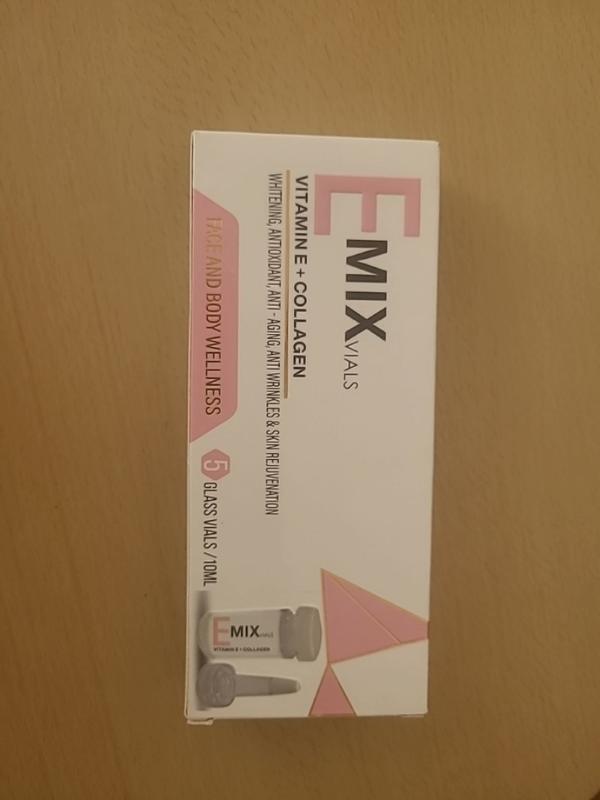 EMIX VIALS
VITAMIN E + COLLAGEN
WHITENING, ANTIOXIDANT, ANTI - AGING, ANTI WRINKLES & SKIN REJUVENATION
FACE AND BODY WELLNESS
5 GLASS VIALS / 10ML
EMIX VIALS
VITAMIN E + COLLAGEN